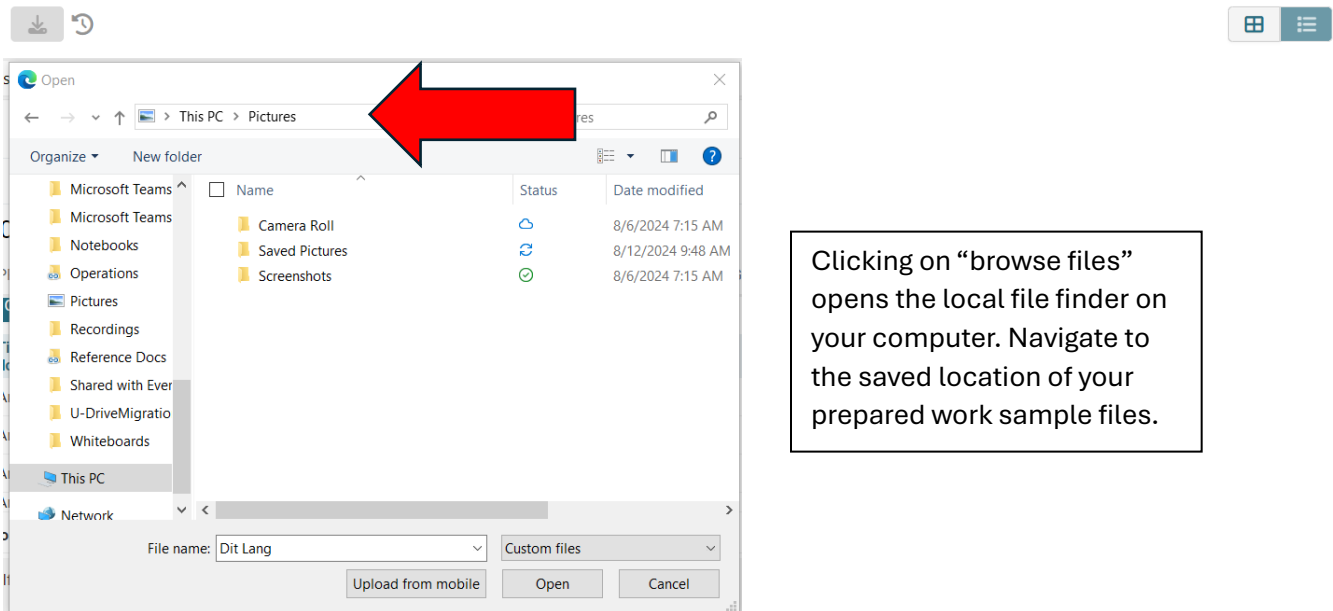 Open
This PC > Pictures
res
Organize New folder
Name Status Date modified
Microsoft Teams
Microsoft Teams
Notebooks
Operations
Pictures
Recordings
Reference Docs
Shared with Ever
U-DriveMigratio
Whiteboards
This PC
Network
Camera Roll 8/6/2024 7:15 AM
Saved Pictures 8/12/2024 9:48 AM
Screenshots 8/6/2024 7:15 AM
File name: Dit Lang Custom files
Upload from mobile Open Cancel
Clicking on “browse files”
opens the local file finder on
your computer. Navigate to
the saved location of your
prepared work sample files.